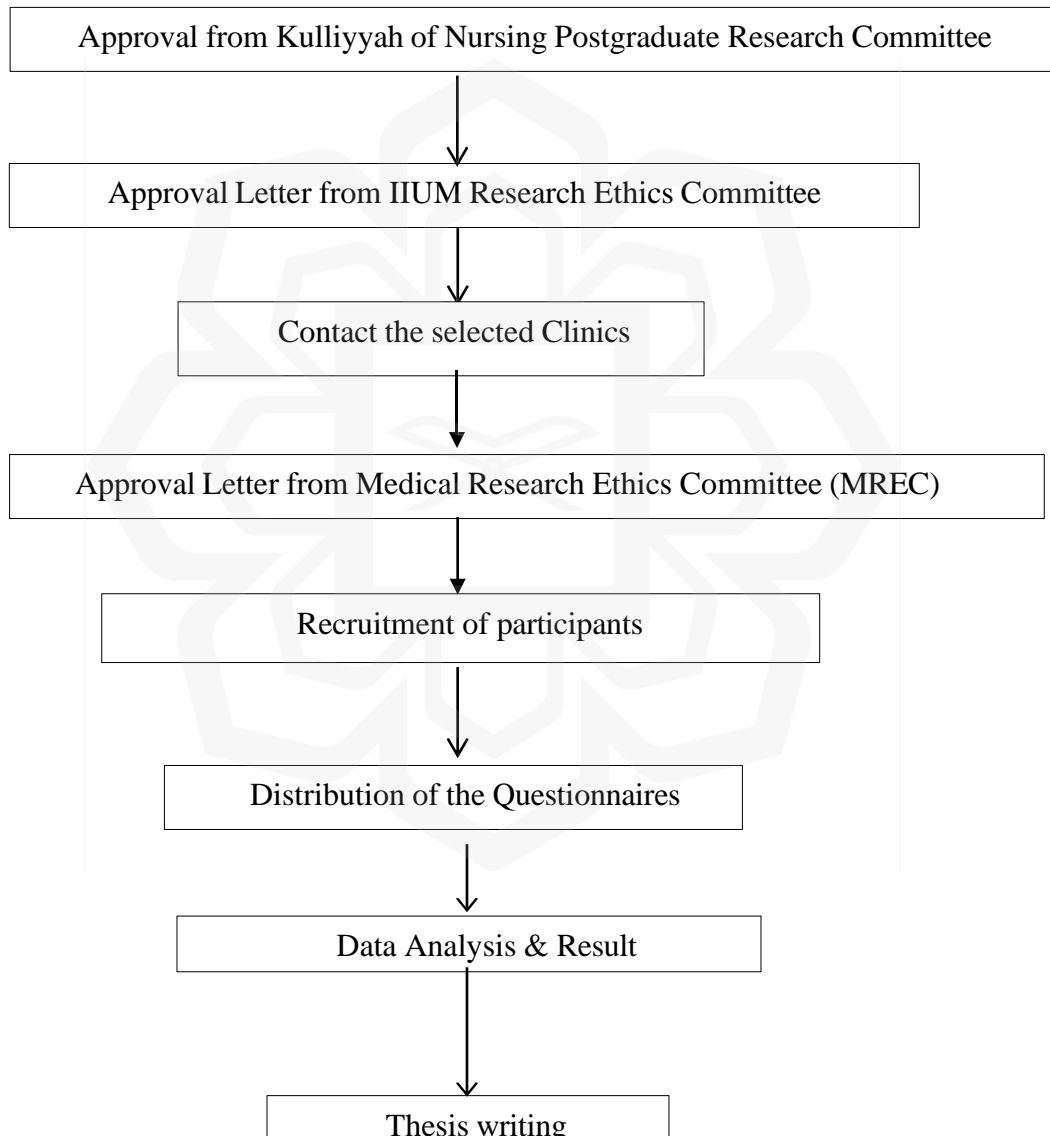 Approval from Kulliyyah of Nursing Postgraduate Research Committee
Approval Letter from IIUM Research Ethics Committee
Contact the selected Clinics
Approval Letter from Medical Research Ethics Committee (MREC)
Recruitment of participants
Distribution of the Questionnaires
Data Analysis & Result
Thesis writing